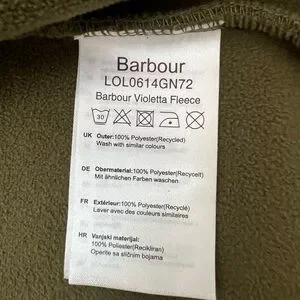 Barbour
LOL0614GN72
Barbour Violetta Fleece
30
UK Outer:100% Polyester(Recycled)
Wash with similar colours
DE Obermaterial:100% Polyester(Recyceit)
Mit ähnlichen Farben waschen
FR Extérieur:100% Polyester(Recyclé)
Laver avec des couleurs similaires
HR Vanjski materijal:
100% Poliester(Recikliran)
Operite sa sličnim bojama